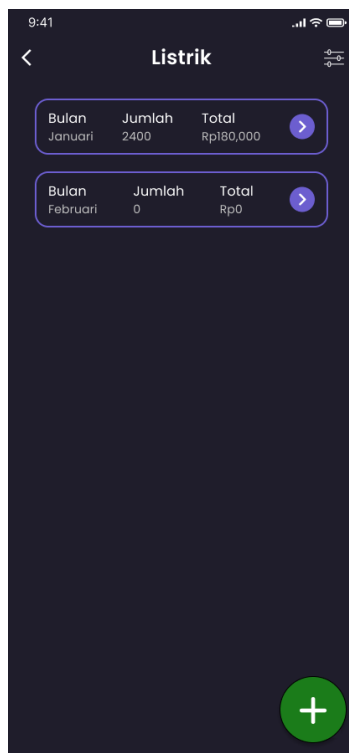 9:41
Listrik
Bulan Jumlah Total
Januari 2400 Rp180,000
Bulan Jumlah Total
Februari 0 Rp0